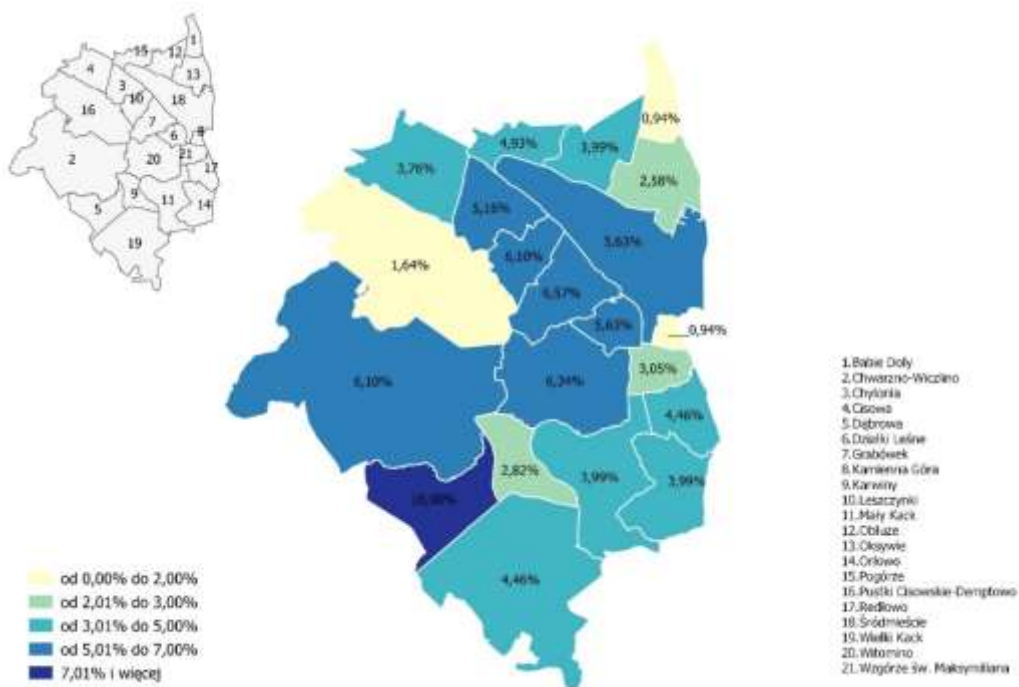 1
15
12
4
13
3
10
18
16
7
6
8
2
20
21
17
9
11
5
14
19
0,94%
4,93%
3,99%
3,76%
2,58%
5,16%
5,63%
6,10%
1,64%
6,57%
5,63%
0,94%
3,05%
6,10%
6,34%
4,46%
2,82%
3,99%
3,99%
4,46%
od 0,00% do 2,00%
od 2,01% do 3,00%
od 3,01% do 5,00%
od 5,01% do 7,00%
7,01% i więcej
1.Babie Doły
2.Chwarzno-Wiczlino
3.Chylonia
4.Cisowa
5.Dąbrowa
6.Działki Leśne
7.Grabówek
8.Kamienna Góra
9.Karwiny
10.Leszczynki
11.Mały Kack
12.Obłuże
13.Oksywie
14.Orłowo
15.Pogórze
16.Pustki Cisowskie-Demptowo
17.Redłowo
18.Śródmieście
19.Wielki Kack
20.Witomino
21.Wzgórze św. Maksymiliana